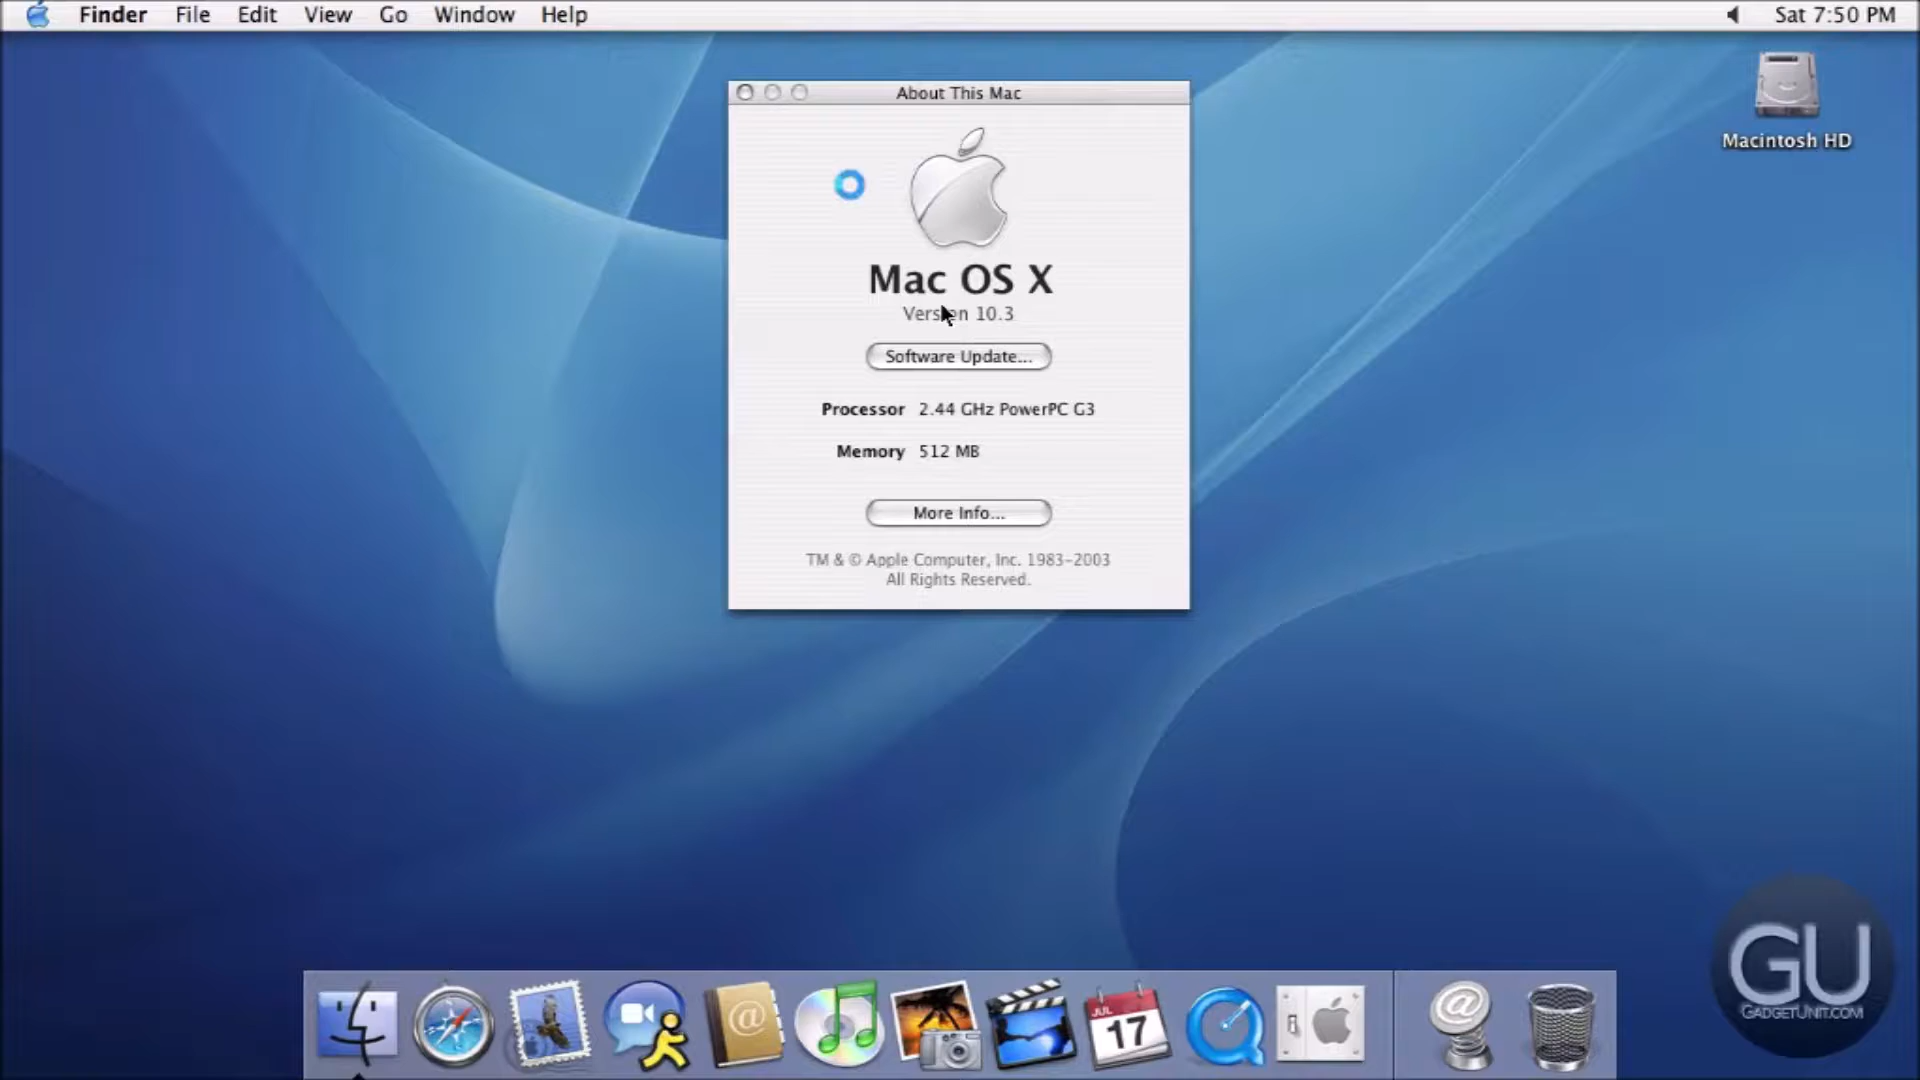 Finder File Edit View Go Window Help
Sat 7:50 PM
Macintosh HD
About This Mac
Mac OS X
Version 10.3
Software Update...
Processor 2.44 GHz PowerPC G3
Memory 512 MB
More Info...
TM & © Apple Computer, Inc. 1983-2003
All Rights Reserved.
@
JUL
17
@
GU
GADGETUNIT.COM